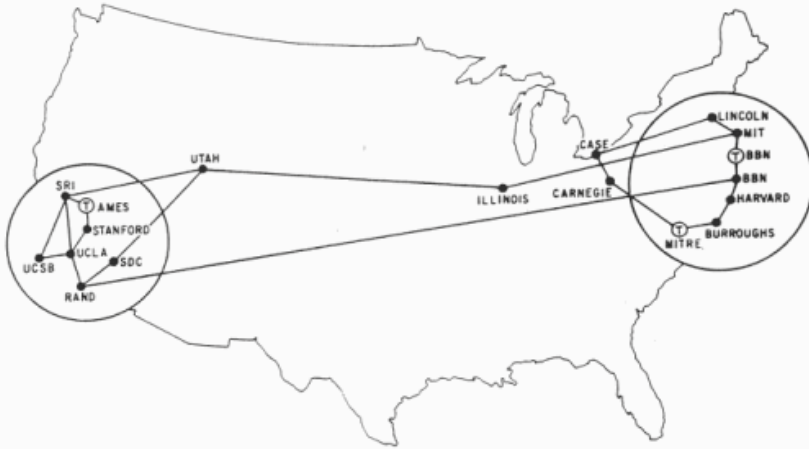 LINCOLN
MIT
CASE
T BBN
UTAH
BBN
SRI
ILLINOIS
CARNEGIE
T AMES
HARVARD
STANFORD
BURROUGHS
T
MITRE
UCLA
SDC
UCSB
RAND